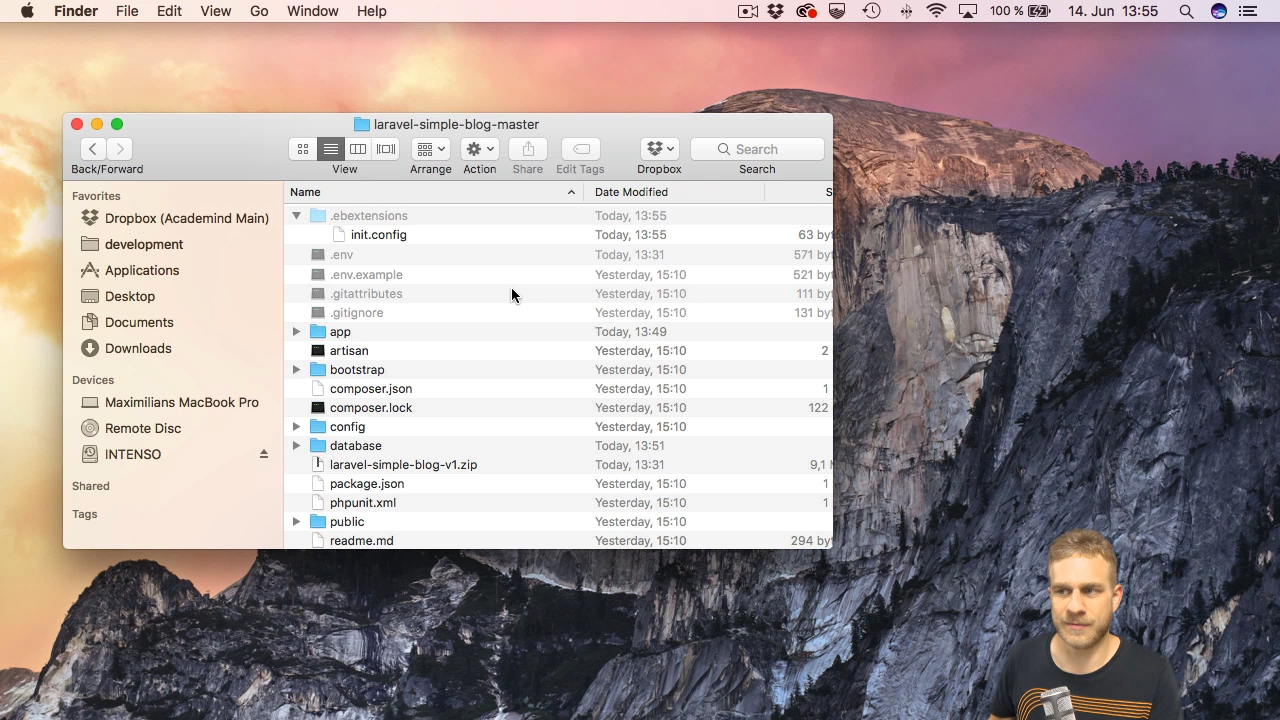 Finder File Edit View Go Window Help 100 % 14. Jun 13:55
laravel-simple-blog-master
Search
Back/Forward View Arrange Action Share Edit Tags Dropbox Search
Favorites
Dropbox (Academind Main)
development
Applications
Desktop
Documents
Downloads
Devices
Maximilians MacBook Pro
Remote Disc
INTENSO
Shared
Tags
Name Date Modified S
.ebextensions Today, 13:55
init.config Today, 13:55 63 byt
.env Today, 13:31 571 byt
.env.example Yesterday, 15:10 521 byt
.gitattributes Yesterday, 15:10 111 byt
.gitignore Yesterday, 15:10 131 byt
app Today, 13:49
artisan Yesterday, 15:10 2
bootstrap Yesterday, 15:10
composer.json Yesterday, 15:10 1
composer.lock Yesterday, 15:10 122
config Yesterday, 15:10
database Today, 13:51
laravel-simple-blog-v1.zip Today, 13:31 9,1
package.json Yesterday, 15:10 1
phpunit.xml Yesterday, 15:10 1
public Yesterday, 15:10
readme.md Yesterday, 15:10 294 byt